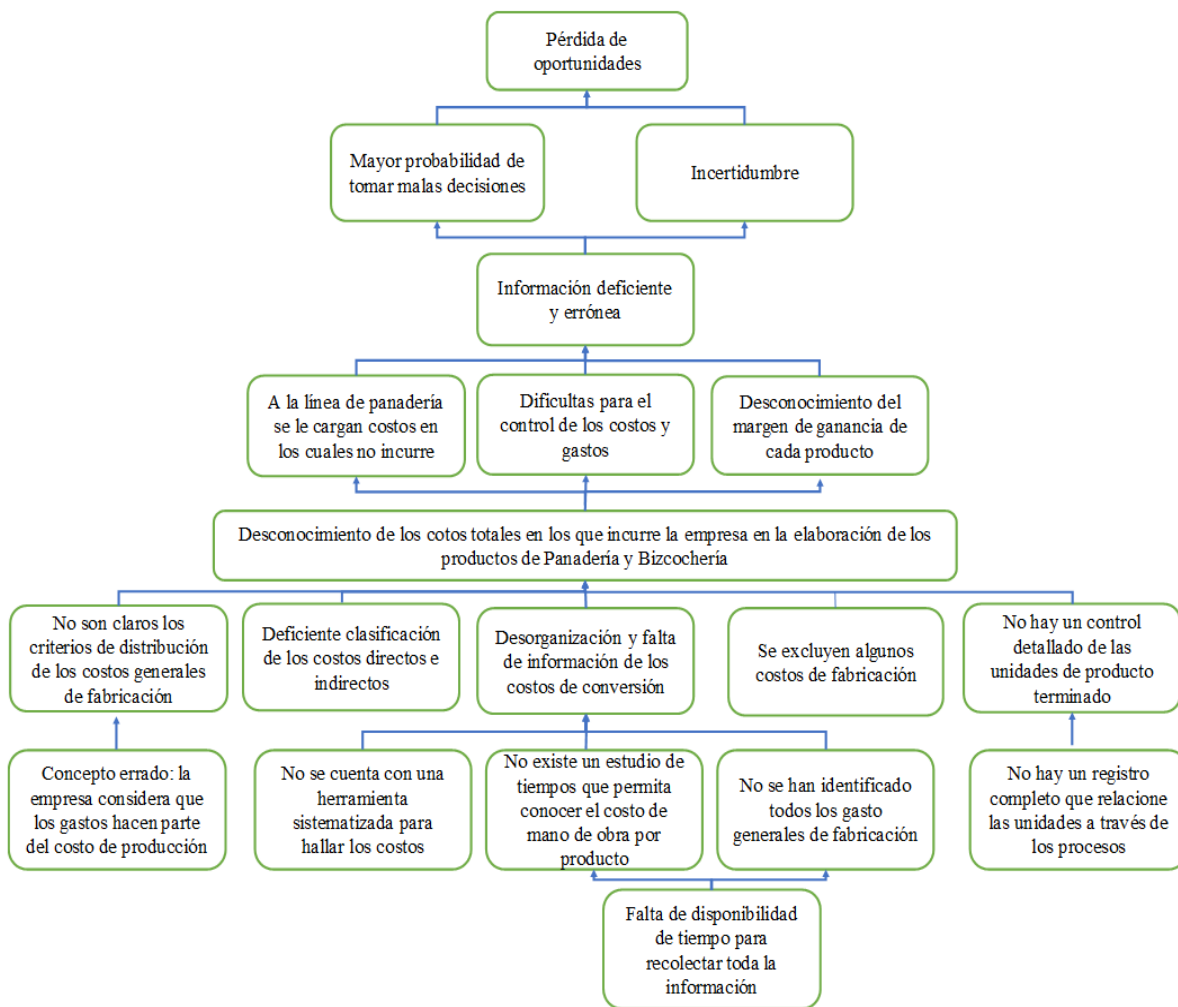 Pérdida de
oportunidades
Mayor probabilidad de
tomar malas decisiones
Incertidumbre
Información deficiente
y errónea
A la línea de panadería
se le cargan costos en
los cuales no incurre
Dificultas para el
control de los costos y
gastos
Desconocimiento del
margen de ganancia de
cada producto
Desconocimiento de los cotos totales en los que incurre la empresa en la elaboración de los
productos de Panadería y Bizcochería
No son claros los
criterios de distribución
de los costos generales
de fabricación
Deficiente clasificación
de los costos directos e
indirectos
Desorganización y falta
de información de los
costos de conversión
Se excluyen algunos
costos de fabricación
No hay un control
detallado de las
unidades de producto
terminado
Concepto errado: la
empresa considera que
los gastos hacen parte
del costo de producción
No se cuenta con una
herramienta
sistematizada para
hallar los costos
No existe un estudio de
tiempos que permita
conocer el costo de
mano de obra por
producto
No se han identificado
todos los gasto
generales de fabricación
No hay un registro
completo que relacione
las unidades a través de
los procesos
Falta de disponibilidad
de tiempo para
recolectar toda la
información